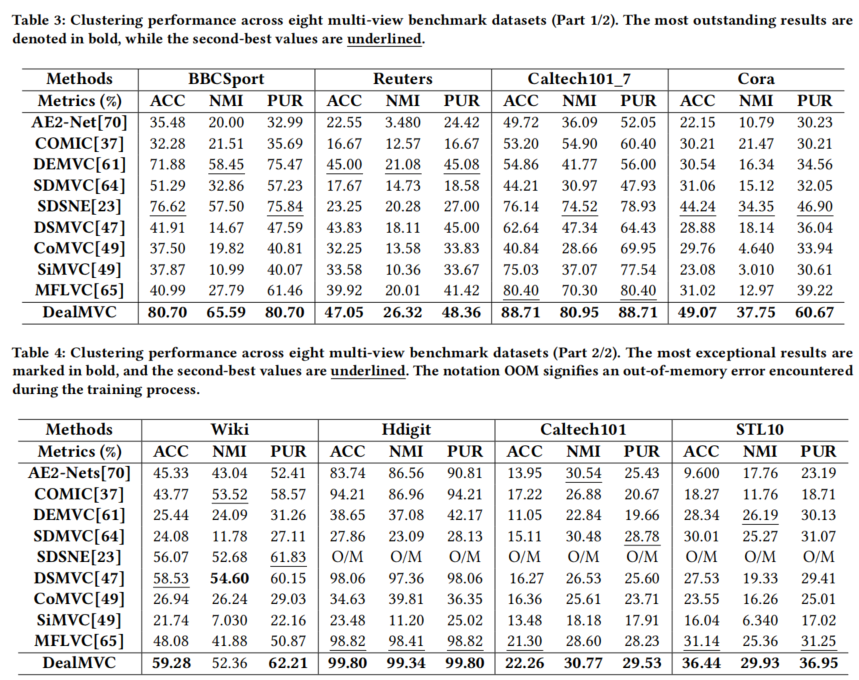 Table 3: Clustering performance across eight multi-view benchmark datasets (Part 1/2). The most outstanding results are
denoted in bold, while the second-best values are underlined.
Methods BBCSport Reuters Caltech101_7 Cora
Metrics (%) ACC NMI PUR ACC NMI PUR ACC NMI PUR ACC NMI PUR
AE2-Net[70] 35.48 20.00 32.99 22.55 3.480 24.42 49.72 36.09 52.05 22.15 10.79 30.23
COMIC[37] 32.28 21.51 35.69 16.67 12.57 16.67 53.20 54.90 60.40 30.21 21.47 30.21
DEMVC[61] 71.88 58.45 75.47 45.00 21.08 45.08 54.86 41.77 56.00 30.54 16.34 34.56
SDMVC[64] 51.29 32.86 57.23 17.67 14.73 18.58 44.21 30.97 47.93 31.06 15.12 32.05
SDSNE[23] 76.62 57.50 75.84 23.25 20.28 27.00 76.14 74.52 78.93 44.24 34.35 46.90
DSMVC[47] 41.91 14.67 47.59 43.83 18.11 45.00 62.64 47.34 64.43 28.88 18.14 36.04
CoMVC[49] 37.50 19.82 40.81 32.25 13.58 33.83 40.84 28.66 69.95 29.76 4.640 33.94
SiMVC[49] 37.87 10.99 40.07 33.58 10.36 33.67 75.03 37.07 77.54 23.08 3.010 30.61
MFLVC[65] 40.99 27.79 61.46 39.92 20.01 41.42 80.40 70.30 80.40 31.02 12.97 39.22
DealMVC 80.70 65.59 80.70 47.05 26.32 48.36 88.71 80.95 88.71 49.07 37.75 60.67
Table 4: Clustering performance across eight multi-view benchmark datasets (Part 2/2). The most exceptional results are
marked in bold, and the second-best values are underlined. The notation OOM signifies an out-of-memory error encountered
during the training process.
Methods Wiki Hdigit Caltech101 STL10
Metrics (%) ACC NMI PUR ACC NMI PUR ACC NMI PUR ACC NMI PUR
AE2-Nets[70] 45.33 43.04 52.41 83.74 86.56 90.81 13.95 30.54 25.43 9.600 17.76 23.19
COMIC[37] 43.77 53.52 58.57 94.21 86.96 94.21 17.22 26.88 20.67 18.27 11.76 18.71
DEMVC[61] 25.44 24.09 31.26 38.65 37.08 42.17 11.05 22.84 19.66 28.34 26.19 30.13
SDMVC[64] 24.08 11.78 27.11 27.86 23.09 28.13 15.11 30.48 28.78 30.01 25.27 31.07
SDSNE[23] 56.07 52.68 61.83 O/M O/M O/M O/M O/M O/M O/M O/M O/M
DSMVC[47] 58.53 54.60 60.15 98.06 97.36 98.06 16.27 26.53 25.60 27.53 19.33 29.41
CoMVC[49] 26.94 26.24 29.03 34.63 39.81 36.35 16.36 25.61 23.71 23.55 16.26 25.01
SiMVC[49] 21.74 7.030 22.16 23.48 11.20 25.02 13.48 18.18 17.91 16.04 6.340 17.02
MFLVC[65] 48.08 41.88 50.87 98.82 98.41 98.82 21.30 28.60 28.23 31.14 25.36 31.25
DealMVC 59.28 52.36 62.21 99.80 99.34 99.80 22.26 30.77 29.53 36.44 29.93 36.95